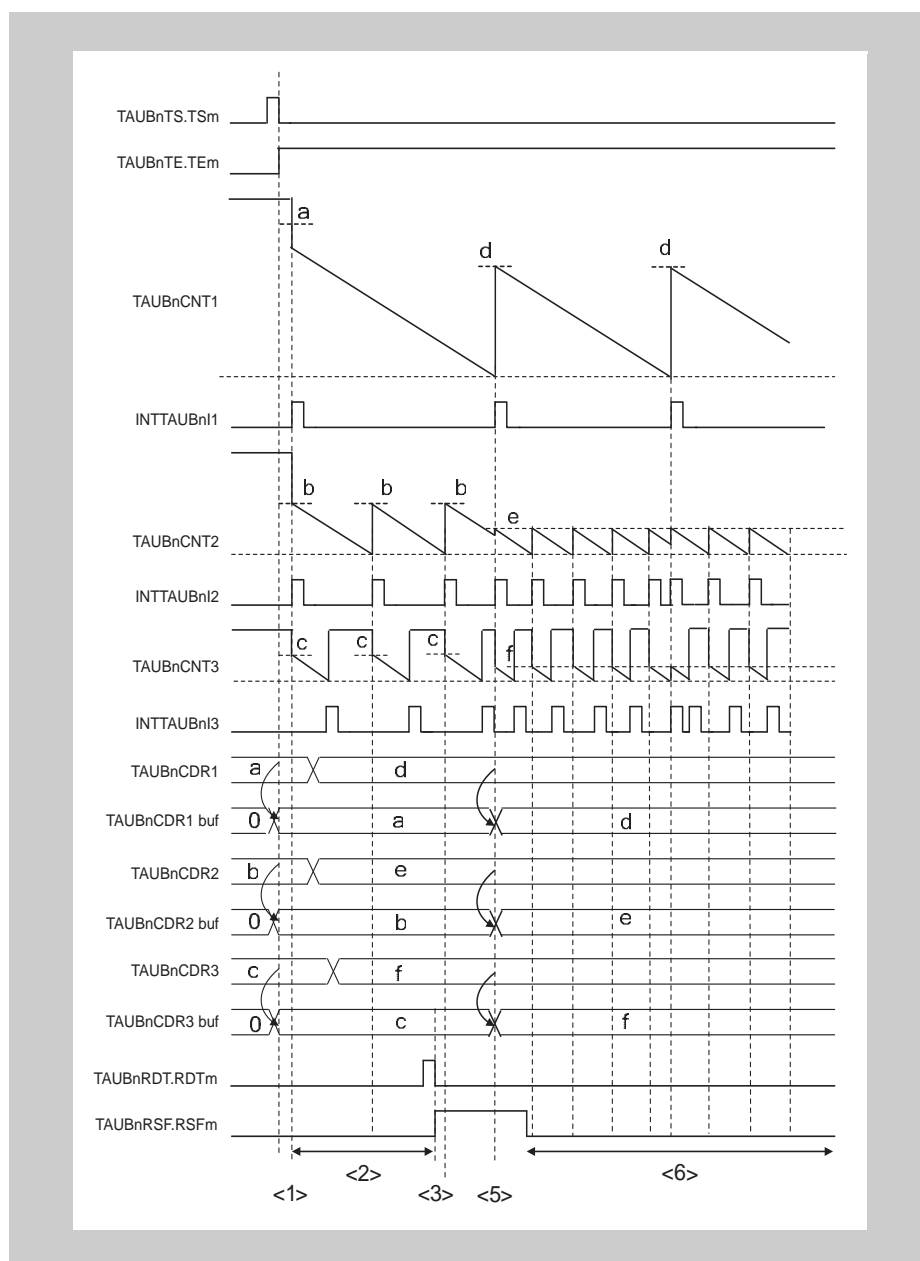 TAUBnTS.TSm
TAUBnTE.TEm
a
d
d
TAUBnCNT1
INTTAUBnI1
b
b
b
e
TAUBnCNT2
INTTAUBnI2
c
c
c
f
TAUBnCNT3
INTTAUBnI3
TAUBnCDR1
a
d
TAUBnCDR1 buf
0
a
d
TAUBnCDR2
b
e
TAUBnCDR2 buf
0
b
e
TAUBnCDR3
c
f
TAUBnCDR3 buf
0
c
f
TAUBnRDT.RDTm
TAUBnRSF.RSFm
<2>
<6>
<1>
<3>
<5>